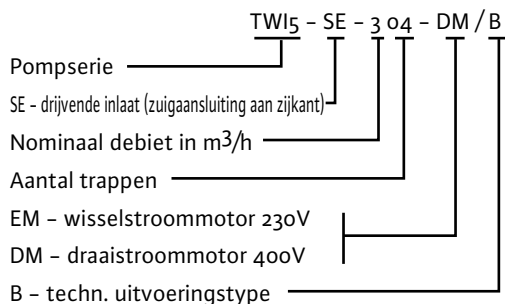 TWI5 – SE – 3 04 – DM / B
Pompserie
SE – drijvende inlaat (zuigaansluiting aan zijkant)
Nominaal debiet in m³/h
Aantal trappen
EM – wisselstroommotor 230V
DM – draaistroommotor 400V
B – techn. uitvoeringstype